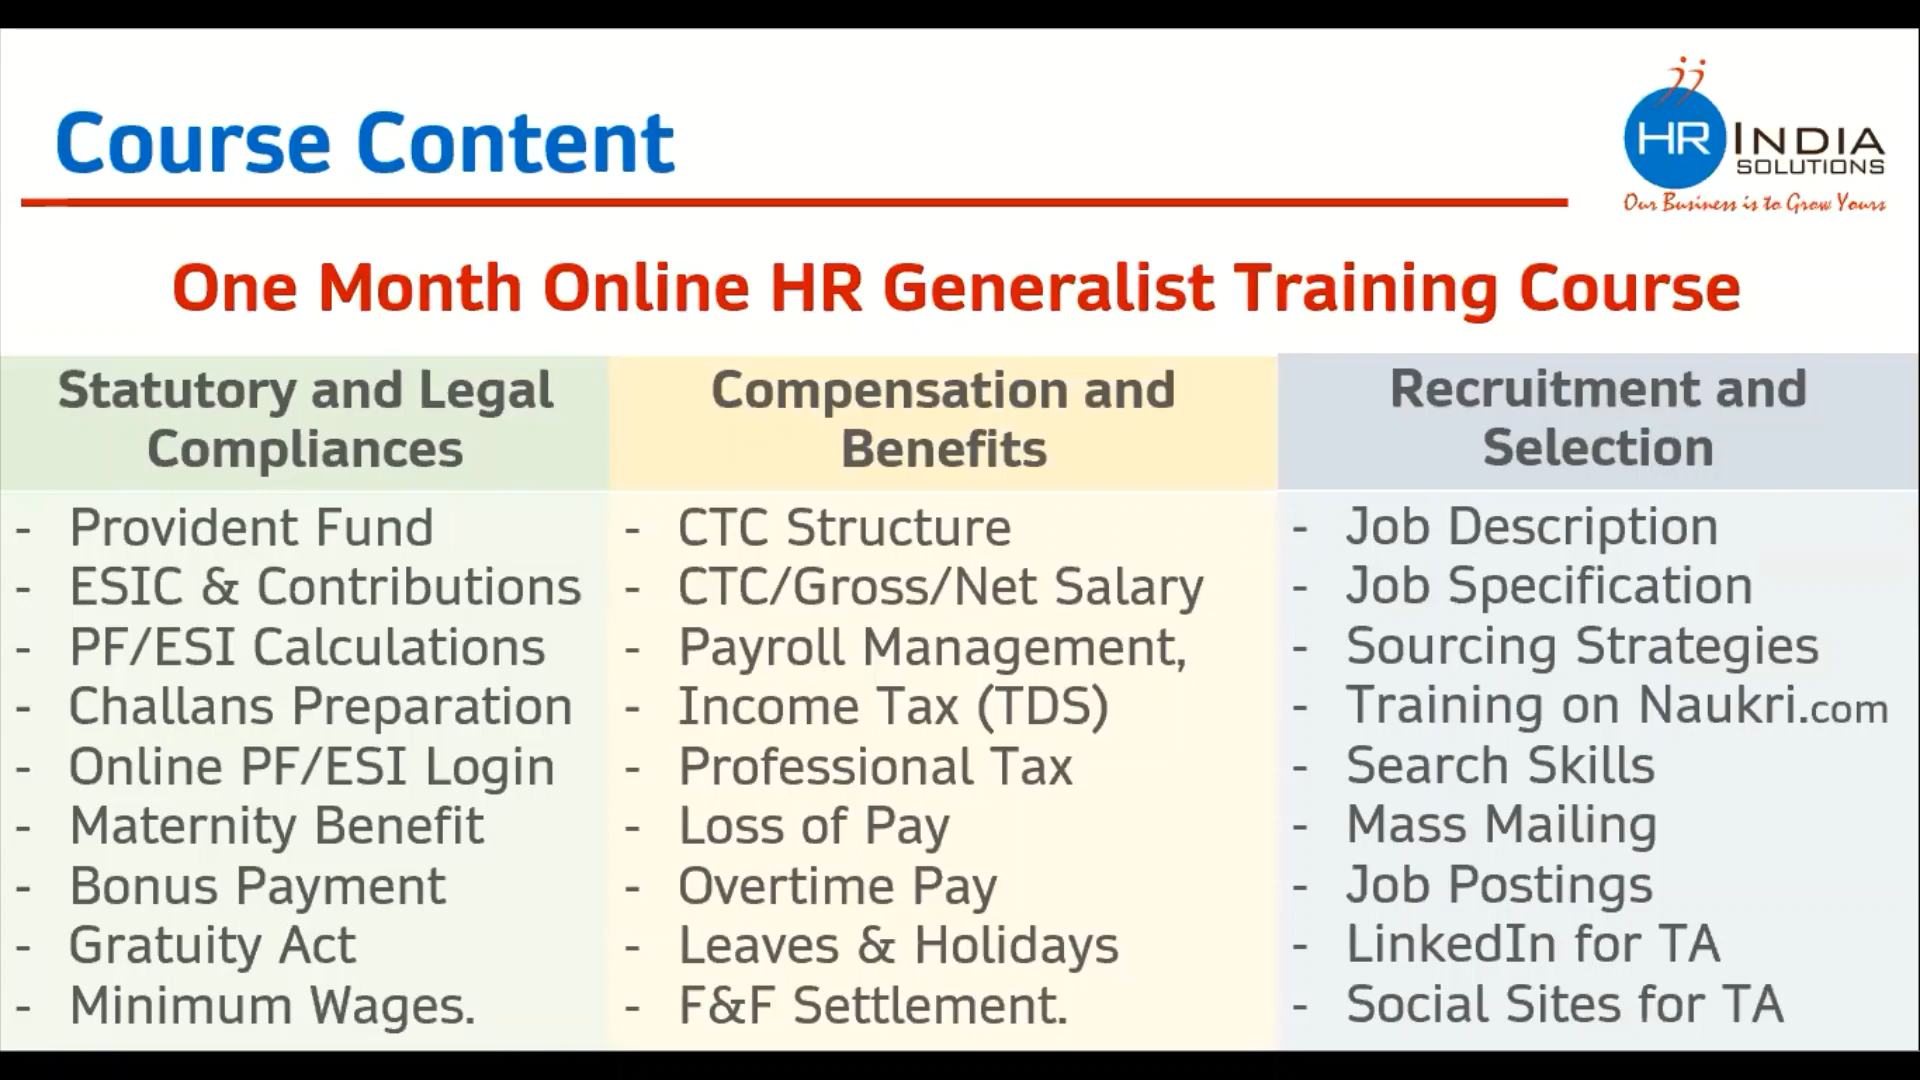 Course Content
HR INDIA
SOLUTIONS
Our Business is to Grow Yours
One Month Online HR Generalist Training Course
Statutory and Legal
Compliances
- Provident Fund
- ESIC & Contributions
- PF/ESI Calculations
- Challans Preparation
- Online PF/ESI Login
- Maternity Benefit
- Bonus Payment
- Gratuity Act
- Minimum Wages.
Compensation and
Benefits
- CTC Structure
- CTC/Gross/Net Salary
- Payroll Management,
- Income Tax (TDS)
- Professional Tax
- Loss of Pay
- Overtime Pay
- Leaves & Holidays
- F&F Settlement.
Recruitment and
Selection
- Job Description
- Job Specification
- Sourcing Strategies
- Training on Naukri.com
- Search Skills
- Mass Mailing
- Job Postings
- LinkedIn for TA
- Social Sites for TA